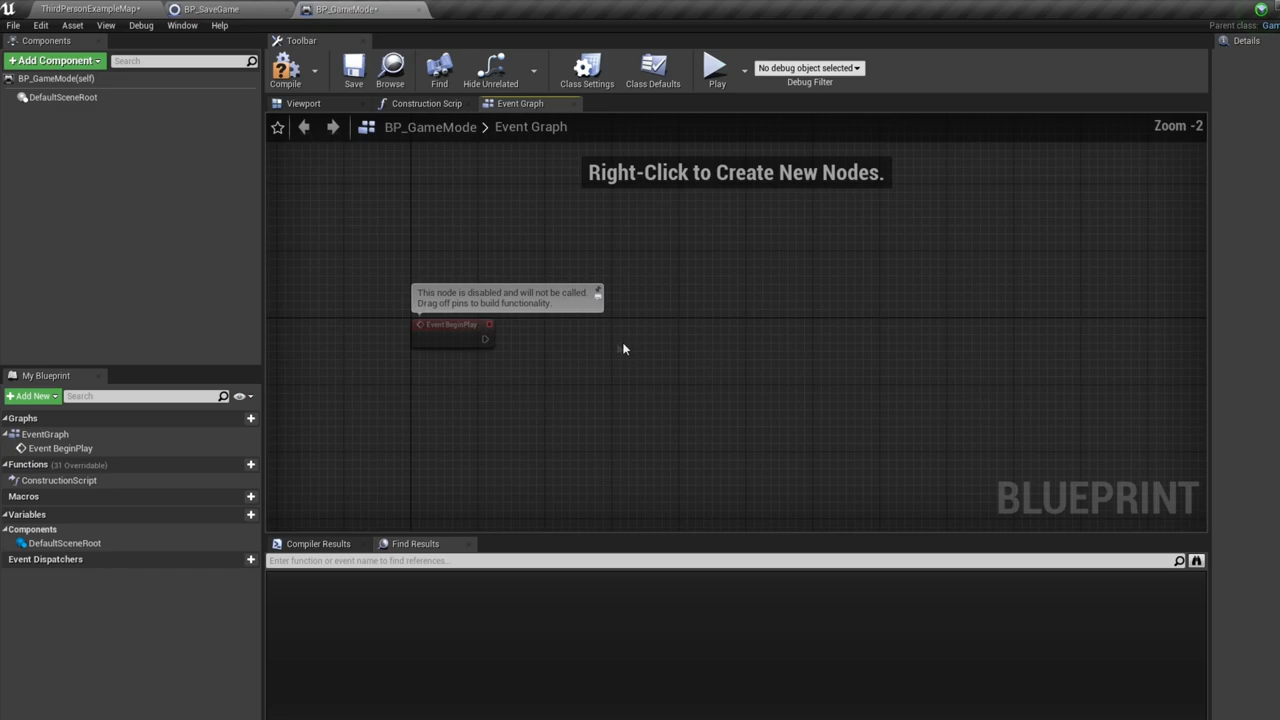 ThirdPersonExampleMap*
BP_SaveGame
BP_GameMode*
File Edit Asset View Debug Window Help
Parent class: Gam
Components
Toolbar
Details
+Add Component
Search
BP_GameMode(self)
DefaultSceneRoot
Compile
Save
Browse
Find
Hide Unrelated
Class Settings
Class Defaults
Play
No debug object selected
Debug Filter
Viewport
Construction Scrip
Event Graph
BP_GameMode > Event Graph
Zoom -2
Right-Click to Create New Nodes.
This node is disabled and will not be called.
Drag off pins to build functionality.
Event BeginPlay
BLUEPRINT
My Blueprint
+Add New
Search
Graphs
EventGraph
Event BeginPlay
Functions (31 Overridable)
ConstructionScript
Macros
Variables
Components
DefaultSceneRoot
Event Dispatchers
Compiler Results
Find Results
Enter function or event name to find references...